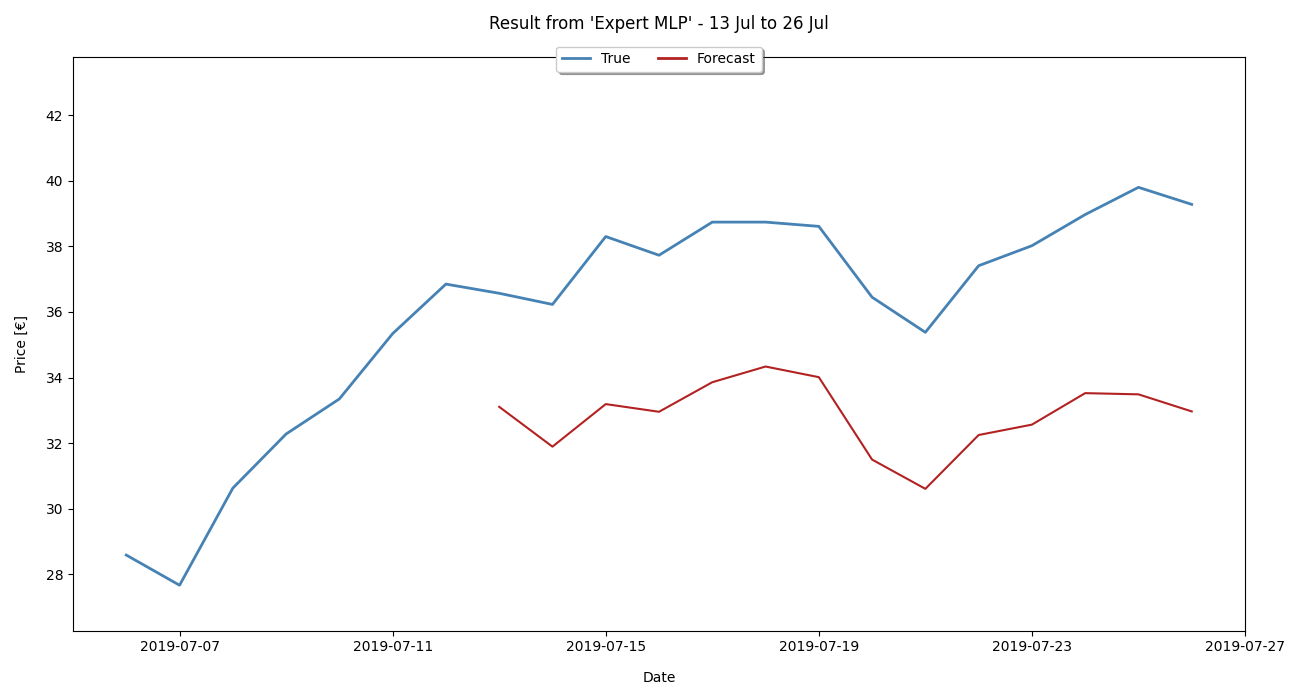 Result from 'Expert MLP' - 13 Jul to 26 Jul
True Forecast
42
40
38
36
34
32
30
28
Price [€]
2019-07-07 2019-07-11 2019-07-15 2019-07-19 2019-07-23 2019-07-27
Date